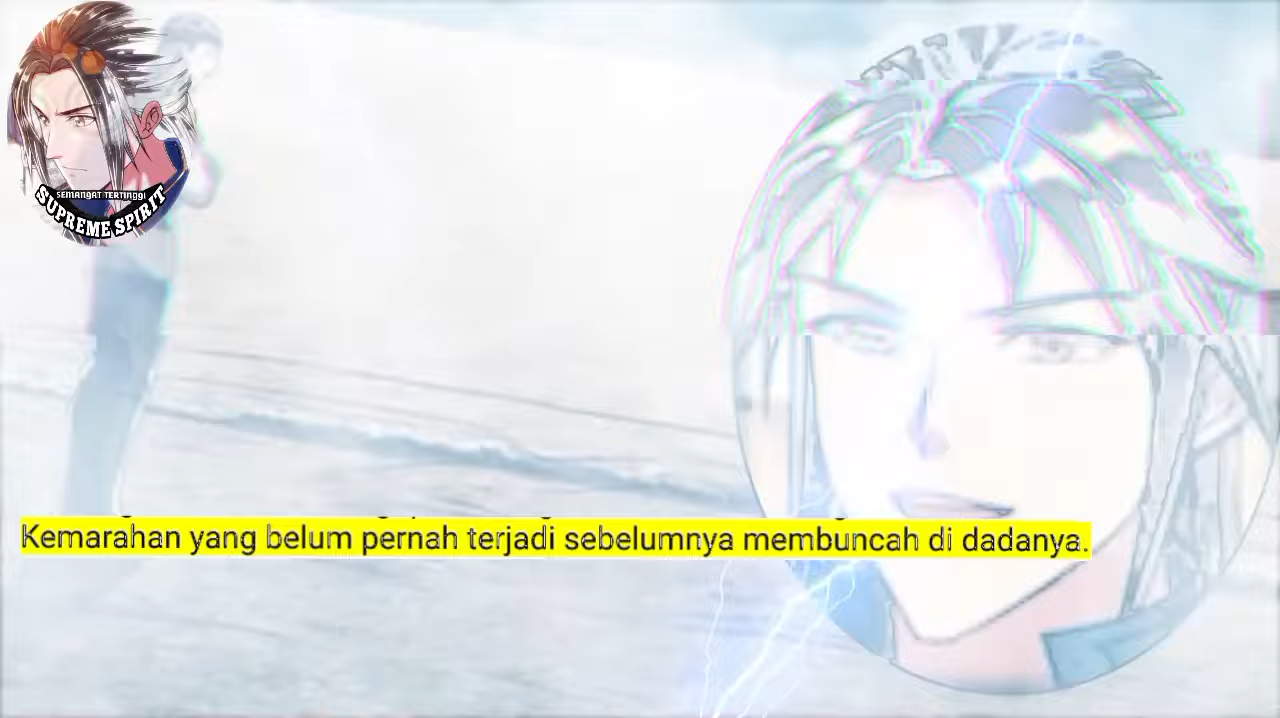 SEMANGAT TERTINGGI
SUPREME SPIRIT
Kemarahan yang belum pernah terjadi sebelumnya membuncah di dadanya.